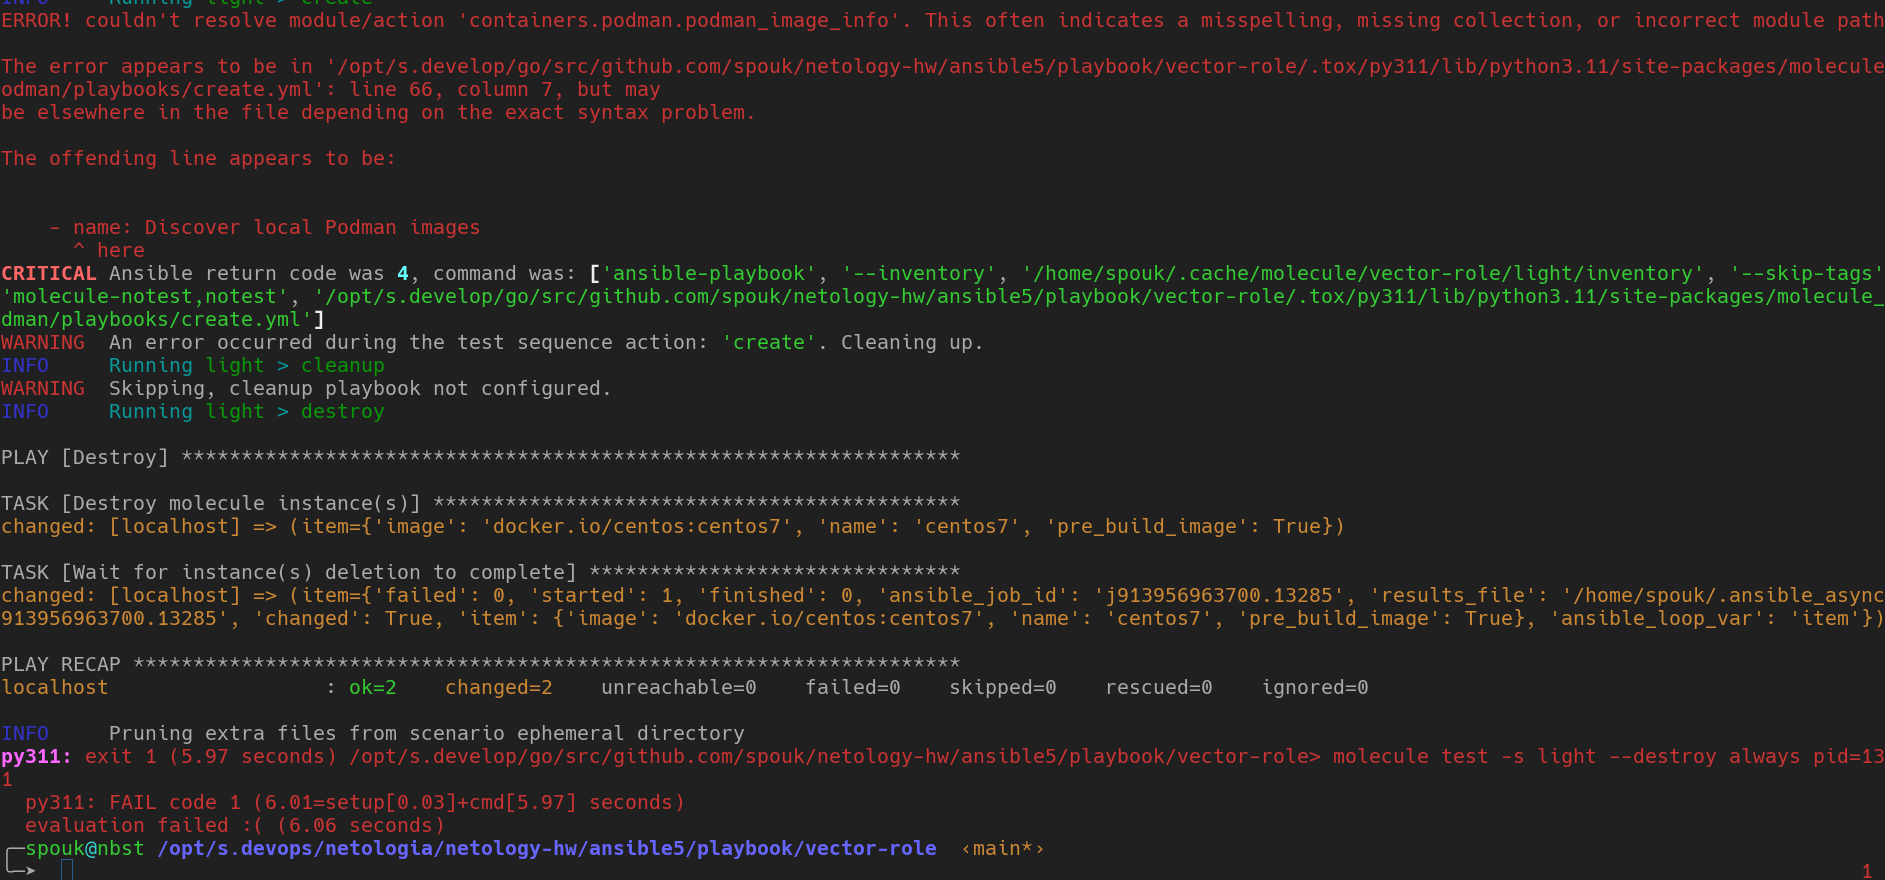 INFO     Running light > create
ERROR! couldn't resolve module/action 'containers.podman.podman_image_info'. This often indicates a misspelling, missing collection, or incorrect module path
The error appears to be in '/opt/s.develop/go/src/github.com/spouk/netology-hw/ansible5/playbook/vector-role/.tox/py311/lib/python3.11/site-packages/molecule
odman/playbooks/create.yml': line 66, column 7, but may
be elsewhere in the file depending on the exact syntax problem.
The offending line appears to be:
    - name: Discover local Podman images
      ^ here
CRITICAL Ansible return code was 4, command was: ['ansible-playbook', '--inventory', '/home/spouk/.cache/molecule/vector-role/light/inventory', '--skip-tags'
'molecule-notest,notest', '/opt/s.develop/go/src/github.com/spouk/netology-hw/ansible5/playbook/vector-role/.tox/py311/lib/python3.11/site-packages/molecule_
dman/playbooks/create.yml']
WARNING  An error occurred during the test sequence action: 'create'. Cleaning up.
INFO     Running light > cleanup
WARNING  Skipping, cleanup playbook not configured.
INFO     Running light > destroy
PLAY [Destroy] *****************************************************************
TASK [Destroy molecule instance(s)] ********************************************
changed: [localhost] => (item={'image': 'docker.io/centos:centos7', 'name': 'centos7', 'pre_build_image': True})
TASK [Wait for instance(s) deletion to complete] *******************************
changed: [localhost] => (item={'failed': 0, 'started': 1, 'finished': 0, 'ansible_job_id': 'j913956963700.13285', 'results_file': '/home/spouk/.ansible_async
913956963700.13285', 'changed': True, 'item': {'image': 'docker.io/centos:centos7', 'name': 'centos7', 'pre_build_image': True}, 'ansible_loop_var': 'item'})
PLAY RECAP *********************************************************************
localhost                  : ok=2    changed=2    unreachable=0    failed=0    skipped=0    rescued=0    ignored=0
INFO     Pruning extra files from scenario ephemeral directory
py311: exit 1 (5.97 seconds) /opt/s.develop/go/src/github.com/spouk/netology-hw/ansible5/playbook/vector-role> molecule test -s light --destroy always pid=13
1
  py311: FAIL code 1 (6.01=setup[0.03]+cmd[5.97] seconds)
  evaluation failed :( (6.06 seconds)
╭─spouk@nbst /opt/s.devops/netologia/netology-hw/ansible5/playbook/vector-role  ‹main*›
╰─➤  1